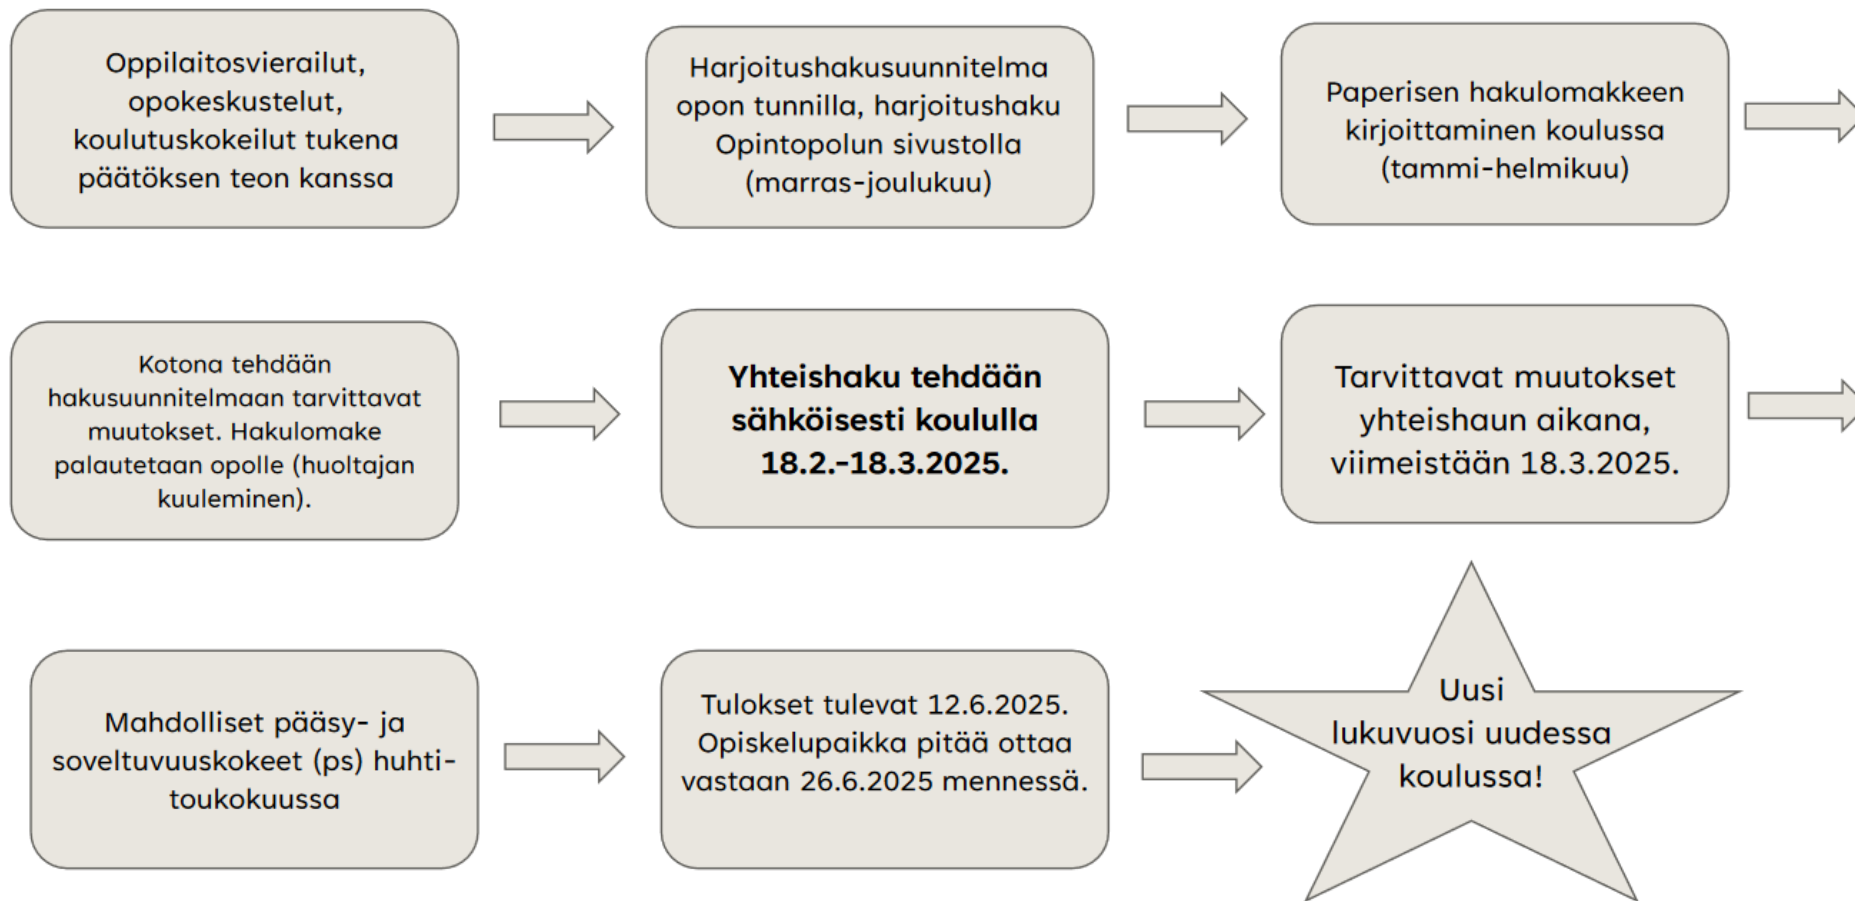 Oppilaitosvierailut,
opokeskustelut,
koulutuskokeilut tukena
päätöksen teon kanssa
Harjoitushakusuunnitelma
opon tunnilla, harjoitushaku
Opintopolun sivustolla
(marras-joulukuu)
Paperisen hakulomakkeen
kirjoittaminen koulussa
(tammi-helmikuu)
Kotona tehdään
hakusuunnitelmaan tarvittavat
muutokset. Hakulomake
palautetaan opolle (huoltajan
kuuleminen).
Yhteishaku tehdään
sähköisesti koululla
18.2.-18.3.2025.
Tarvittavat muutokset
yhteishaun aikana,
viimeistään 18.3.2025.
Mahdolliset pääsy- ja
soveltuvuuskokeet (ps) huhti-
toukokuussa
Tulokset tulevat 12.6.2025.
Opiskelupaikka pitää ottaa
vastaan 26.6.2025 mennessä.
Uusi
lukuvuosi uudessa
koulussa!